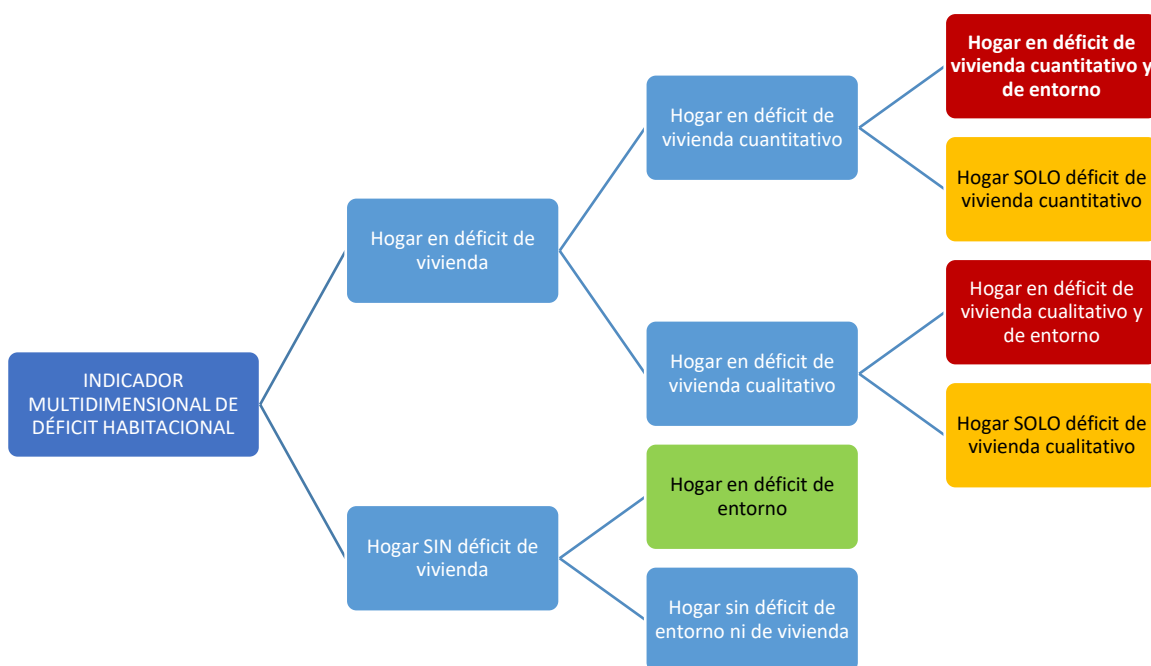 Hogar en déficit de
vivienda cuantitativo y
de entorno
Hogar en déficit de
vivienda cuantitativo
Hogar SOLO déficit de
vivienda cuantitativo
Hogar en déficit de
vivienda
Hogar en déficit de
vivienda cualitativo y
de entorno
Hogar en déficit de
vivienda cualitativo
INDICADOR
MULTIDIMENSIONAL DE
DÉFICIT HABITACIONAL
Hogar SOLO déficit de
vivienda cualitativo
Hogar en déficit de
entorno
Hogar SIN déficit de
vivienda
Hogar sin déficit de
entorno ni de vivienda